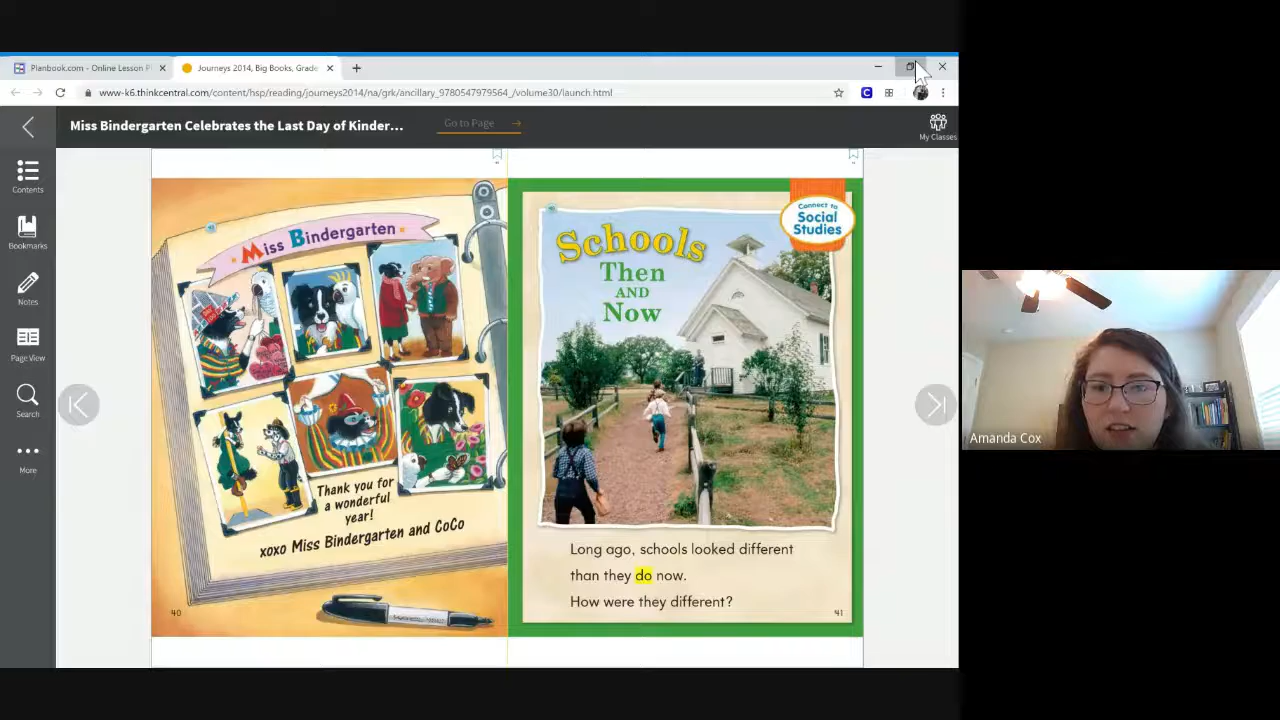 Planbook.com - Online Lesson Pl
Journeys 2014, Big Books, Grade
www-k6.thinkcentral.com/content/hsp/reading/journeys2014/na/grk/ancillary_9780547979564_/volume30/launch.html
Miss Bindergarten Celebrates the Last Day of Kinder...
Go to Page
My Classes
Contents
Bookmarks
Notes
Page View
Search
More
Miss Bindergarten
Thank you for
a wonderful
year!
xoxo Miss Bindergarten and CoCo
40
Connect to
Social
Studies
Schools
Then
AND
Now
Long ago, schools looked different
than they do now.
How were they different?
41
Amanda Cox